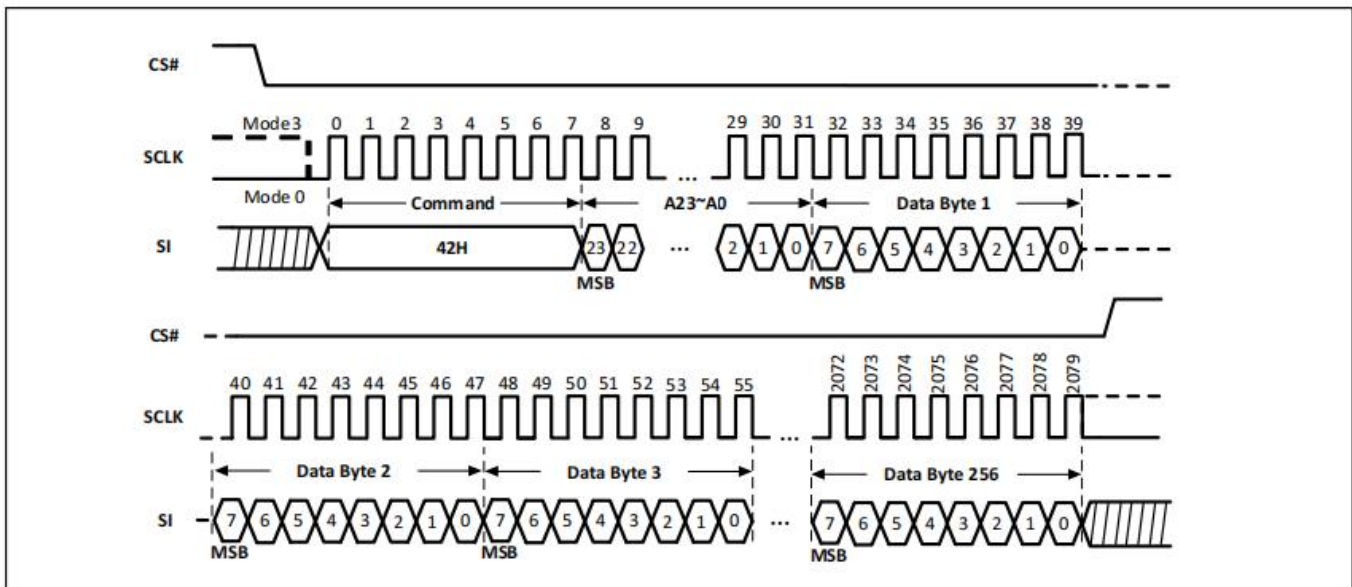 CS#
Mode3 0 1 2 3 4 5 6 7 8 9 29 30 31 32 33 34 35 36 37 38 39
SCLK
...
Mode 0 Command A23~A0 Data Byte 1
SI 42H 23 22 ... 2 1 0 7 6 5 4 3 2 1 0
MSB MSB
CS#
40 41 42 43 44 45 46 47 48 49 50 51 52 53 54 55 2072 2073 2074 2075 2076 2077 2078 2079
SCLK
...
Data Byte 2 Data Byte 3 Data Byte 256
SI 7 6 5 4 3 2 1 0 7 6 5 4 3 2 1 0 ... 7 6 5 4 3 2 1 0
MSB MSB MSB